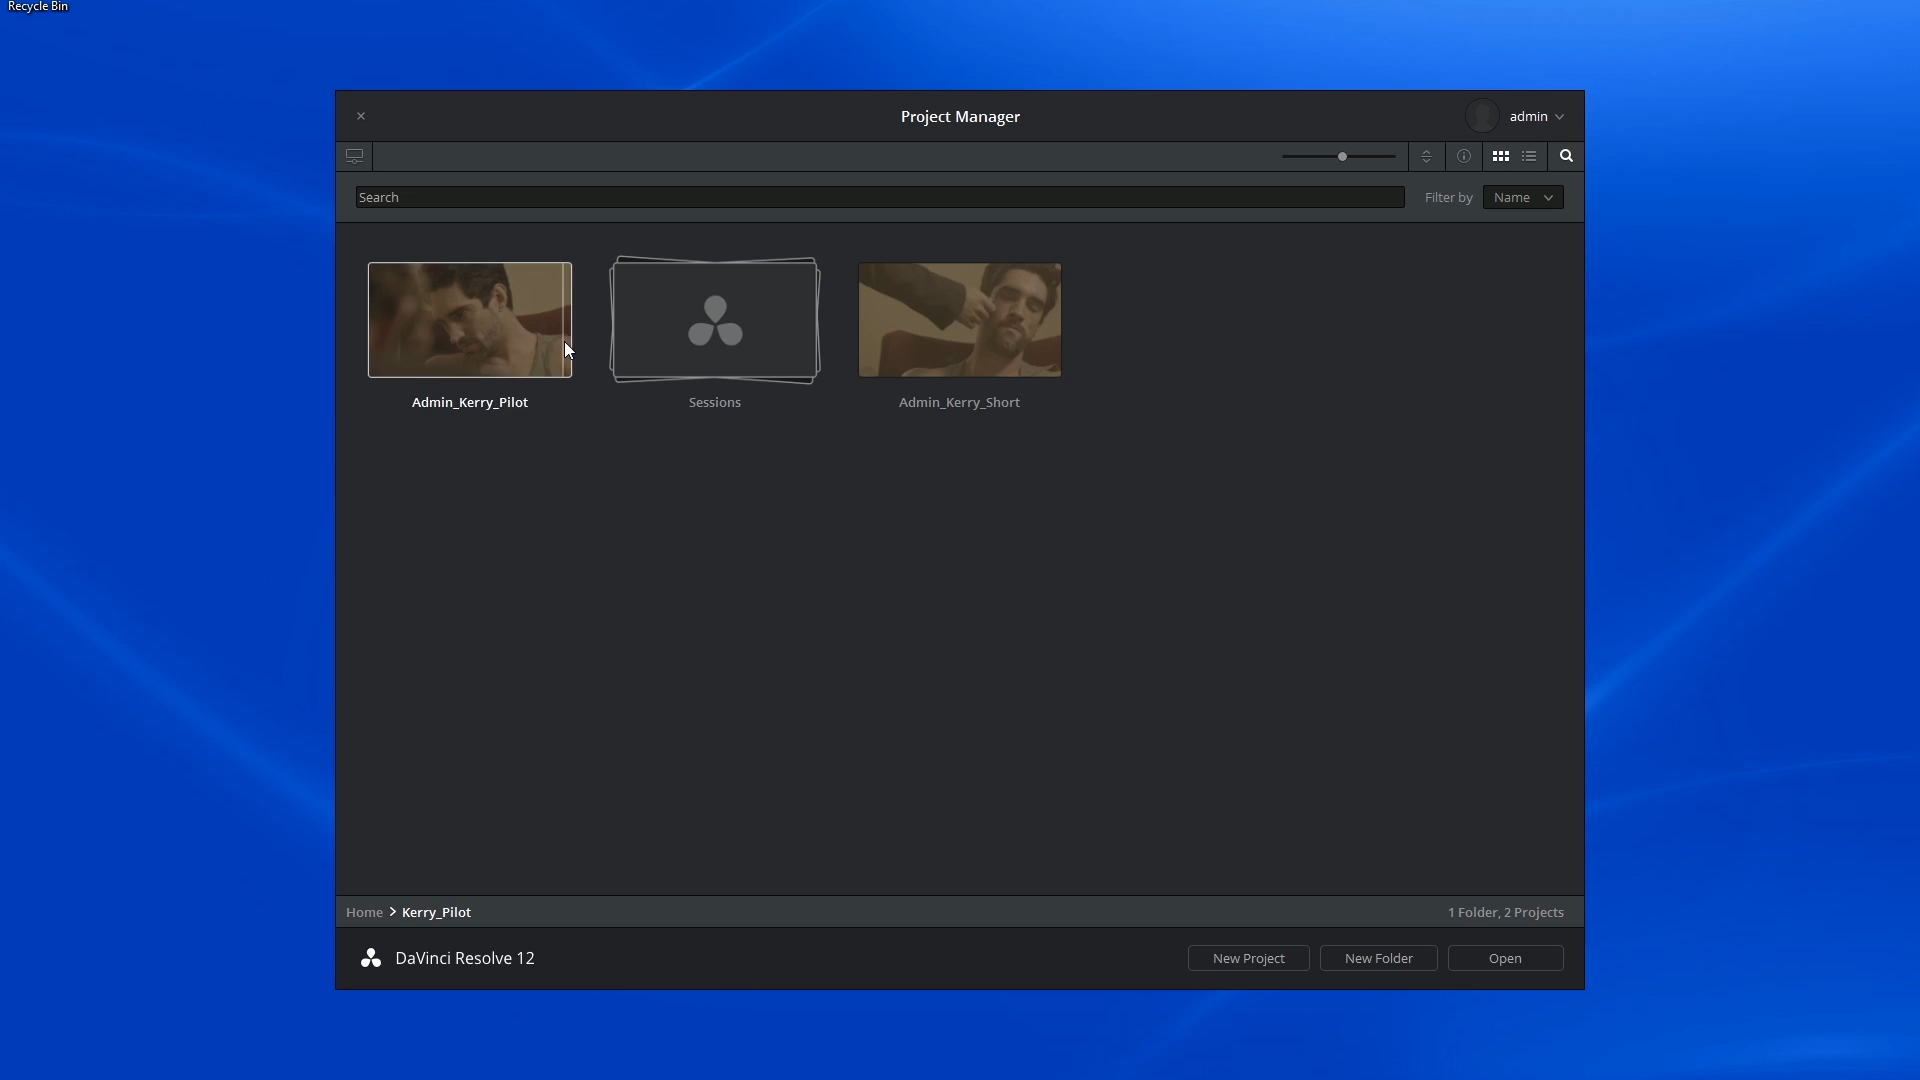 Recycle Bin
Project Manager
admin
Search
Filter by
Name
Admin_Kerry_Pilot
Sessions
Admin_Kerry_Short
Home > Kerry_Pilot
1 Folder, 2 Projects
DaVinci Resolve 12
New Project
New Folder
Open